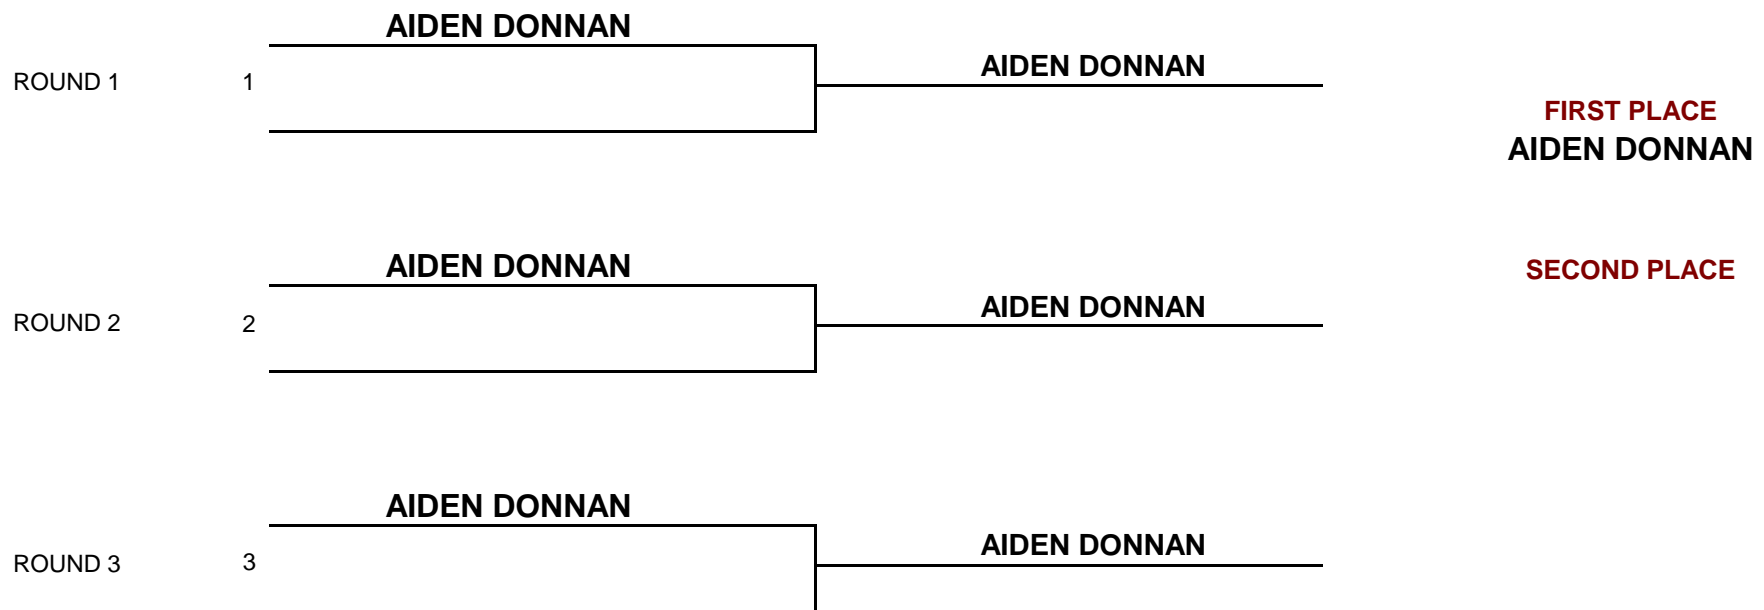 AIDEN DONNAN
ROUND 1 1 AIDEN DONNAN
FIRST PLACE
AIDEN DONNAN
AIDEN DONNAN
SECOND PLACE
ROUND 2 2 AIDEN DONNAN
AIDEN DONNAN
ROUND 3 3 AIDEN DONNAN